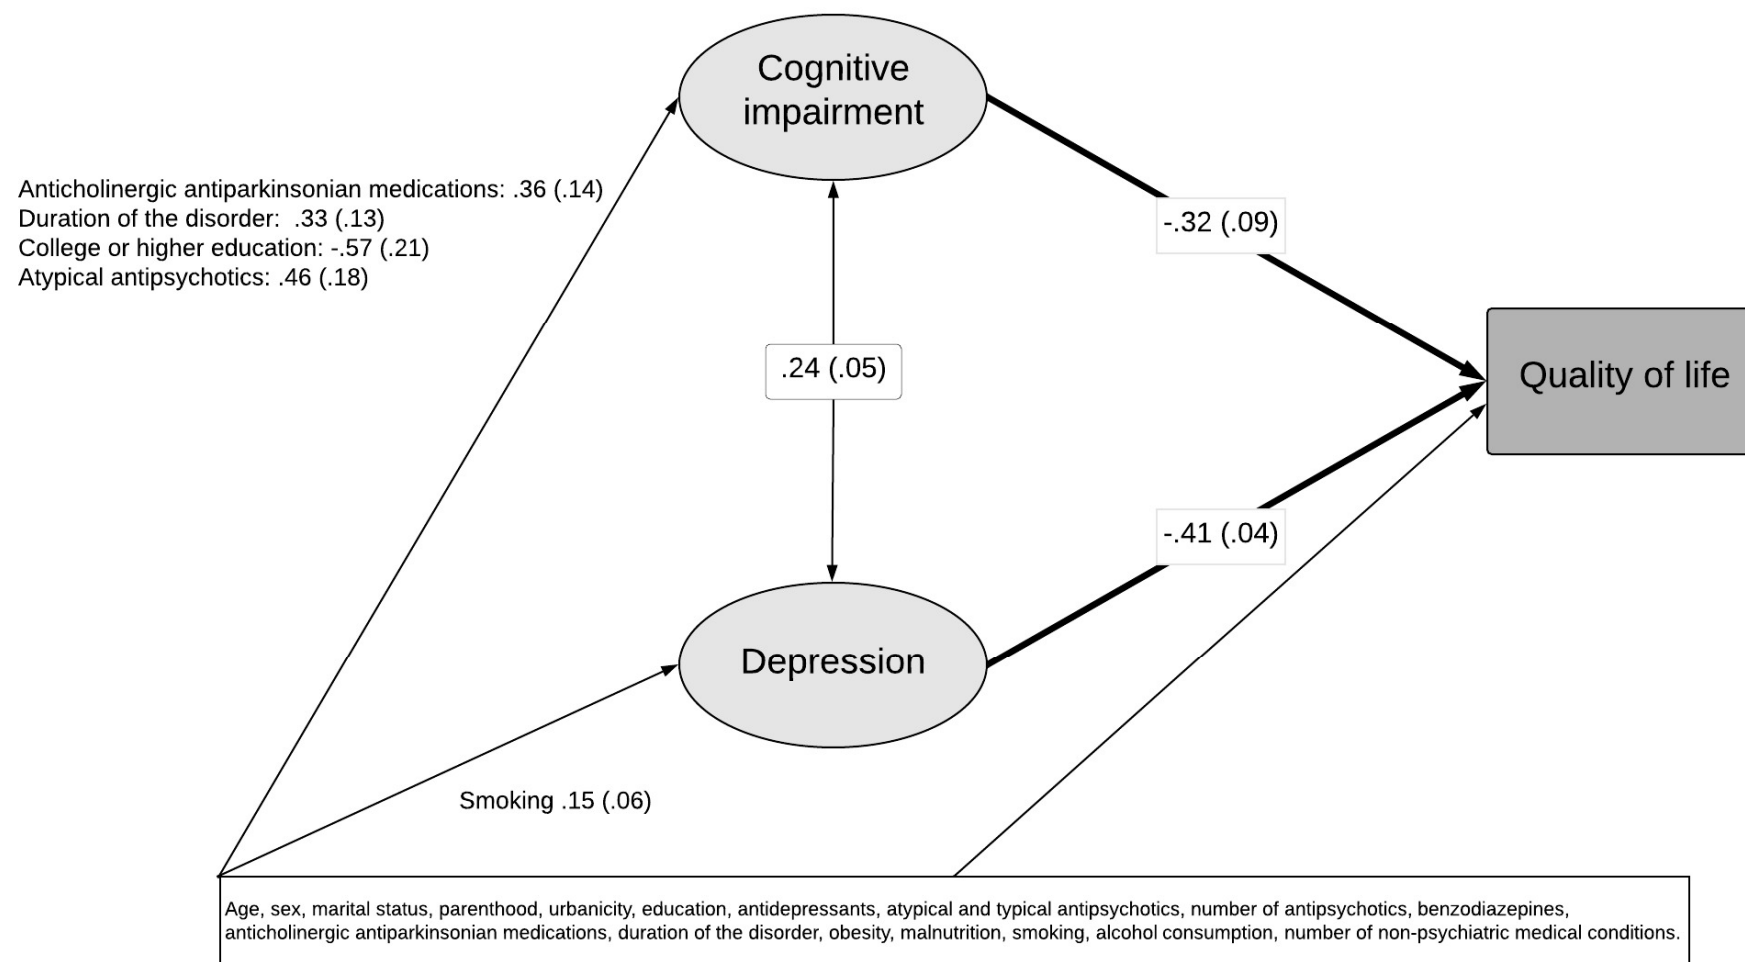 Cognitive
impairment
Anticholinergic antiparkinsonian medications: .36 (.14)
Duration of the disorder: .33 (.13)
College or higher education: -.57 (.21)
Atypical antipsychotics: .46 (.18)
-.32 (.09)
.24 (.05)
Quality of life
-.41 (.04)
Depression
Smoking .15 (.06)
Age, sex, marital status, parenthood, urbanicity, education, antidepressants, atypical and typical antipsychotics, number of antipsychotics, benzodiazepines,
anticholinergic antiparkinsonian medications, duration of the disorder, obesity, malnutrition, smoking, alcohol consumption, number of non-psychiatric medical conditions.